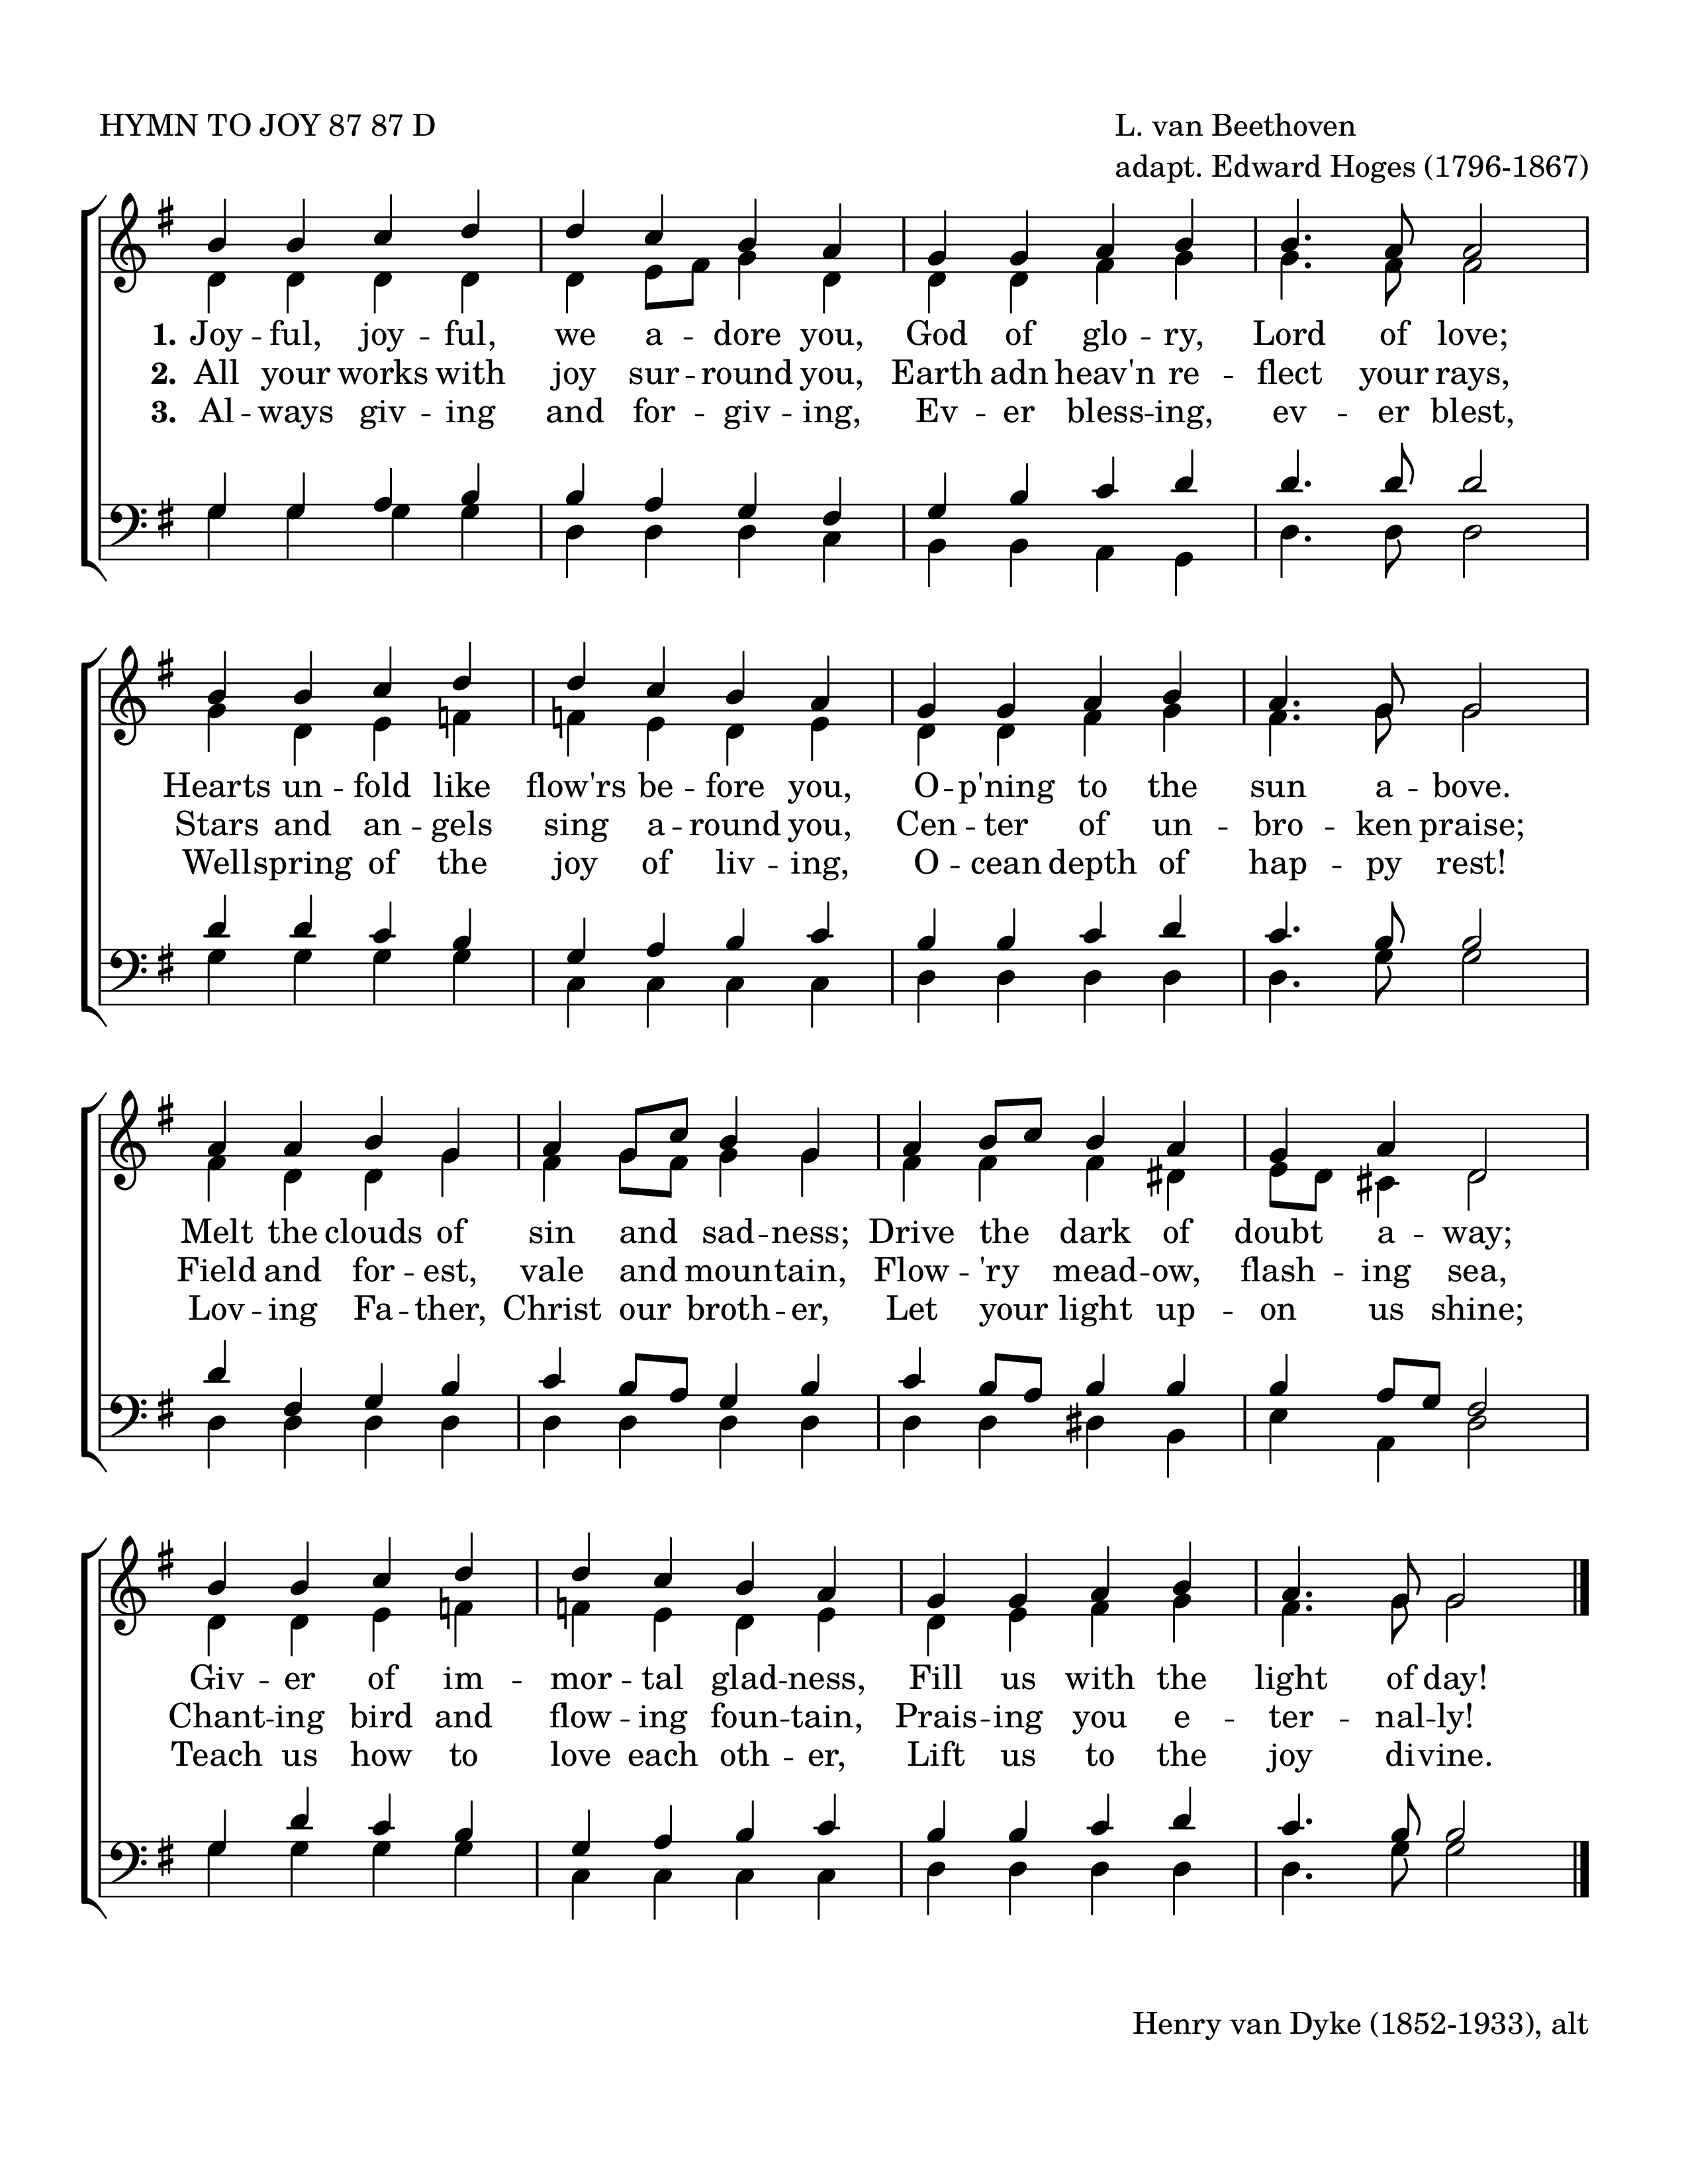 HYMN TO JOY 87 87 D
L. van Beethoven
adapt. Edward Hoges (1796-1867)
1. Joy -- ful, joy -- ful, we a -- dore you, God of glo -- ry, Lord of love;
2. All your works with joy sur -- round you, Earth adn heav'n re -- flect your rays,
3. Al -- ways giv -- ing and for -- giv -- ing, Ev -- er bless -- ing, ev -- er blest,
Hearts un -- fold like flow'rs be -- fore you, O -- p'ning to the sun a -- bove.
Stars and an -- gels sing a -- round you, Cen -- ter of un -- bro -- ken praise;
Wellspring of the joy of liv -- ing, O -- cean depth of hap -- py rest!
Melt the clouds of sin and sad -- ness; Drive the dark of doubt a -- way;
Field and for -- est, vale and mountain, Flow -- 'ry mead -- ow, flash -- ing sea,
Lov -- ing Fa -- ther, Christ our broth -- er, Let your light up -- on us shine;
Giv -- er of im -- mor -- tal glad -- ness, Fill us with the light of day!
Chant -- ing bird and flow -- ing foun -- tain, Prais -- ing you e -- ter -- nal -- ly!
Teach us how to love each oth -- er, Lift us to the joy divine.
Henry van Dyke (1852-1933), alt